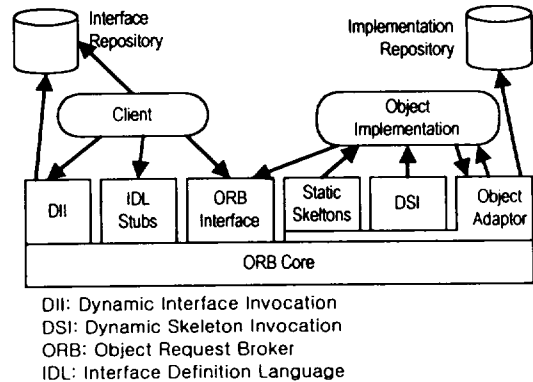 Interface
Repository
Implementation
Repository
Client
Object
Implementation
DII
IDL
Stubs
ORB
Interface
Static
Skeltons
DSI
Object
Adaptor
ORB Core
DII: Dynamic Interface Invocation
DSI: Dynamic Skeleton Invocation
ORB: Object Request Broker
IDL: Interface Definition Language